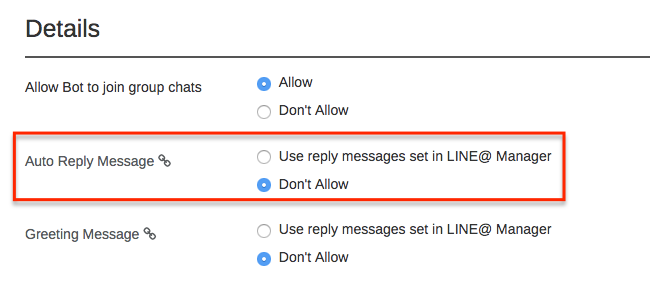 Details
Allow Bot to join group chats
Allow
Don't Allow
Auto Reply Message
Use reply messages set in LINE@ Manager
Don't Allow
Greeting Message
Use reply messages set in LINE@ Manager
Don't Allow